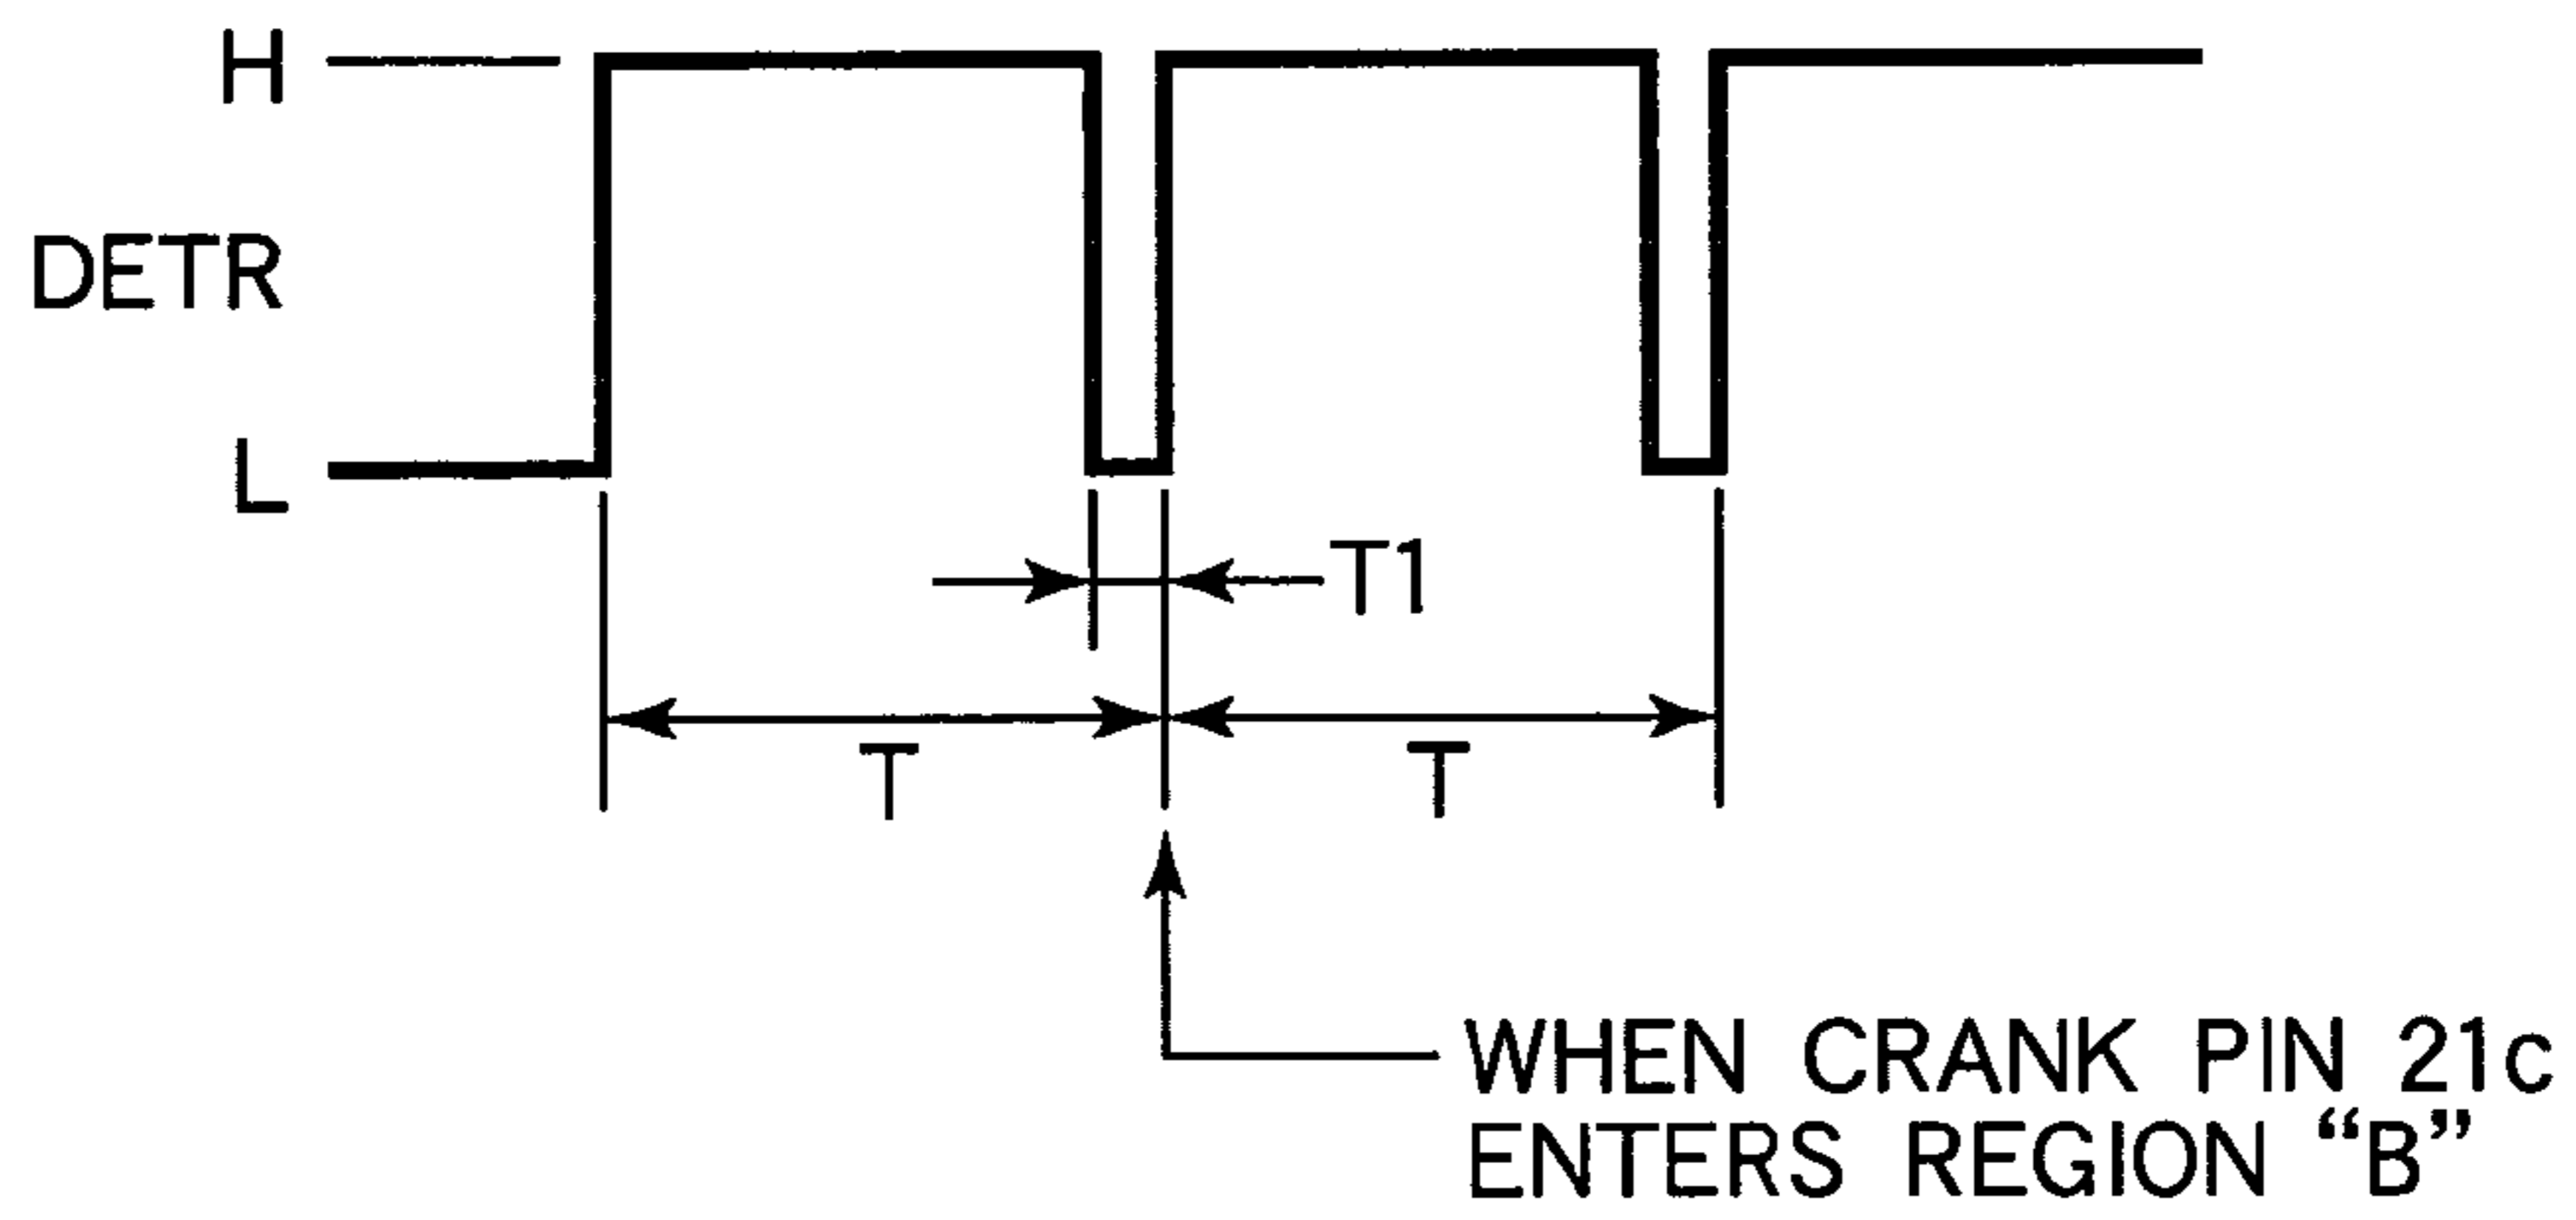 H
DETR
L
T1
T T
WHEN CRANK PIN 21c
ENTERS REGION “B”